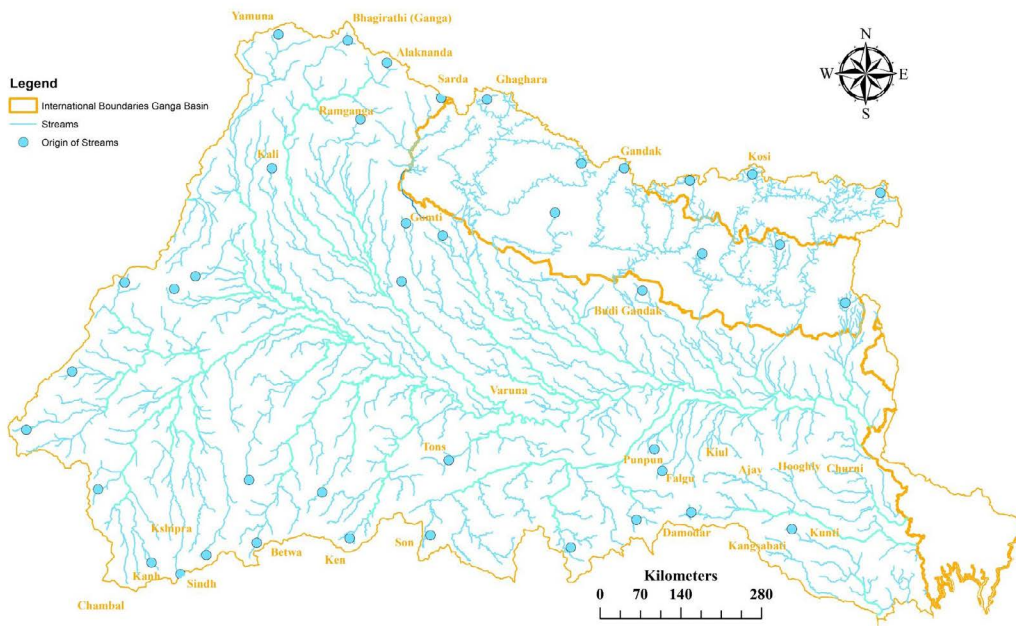 Yamuna
Bhagirathi (Ganga)
Alaknanda
Sarda
Ghaghara
N
W
E
S
Legend
International Boundaries Ganga Basin
Streams
Origin of Streams
Ramganga
Kali
Gandak
Kosi
Gomti
Budi Gandak
Varuna
Tons
Punpun
Kiul
Falgu
Ajay
Hooghly
Churni
Kshipra
Son
Damodar
Kangsabati
Kunti
Betwa
Ken
Kanh
Sindh
Chambal
Kilometers
0 70 140 280